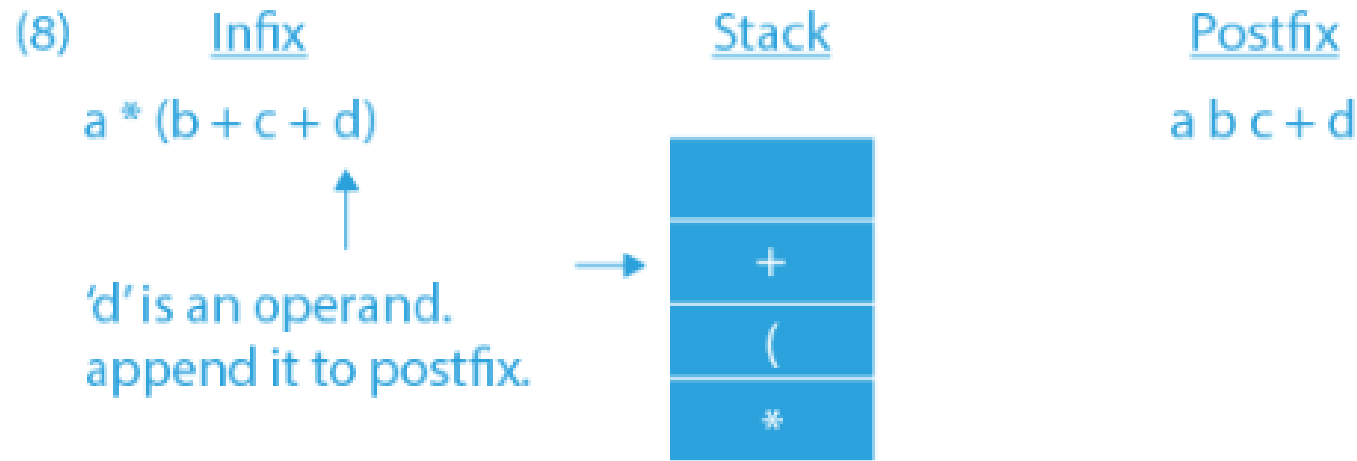 (8) Infix Stack Postfix
a * (b + c + d) a b c + d
+
‘d’ is an operand.
(
append it to postfix.
*